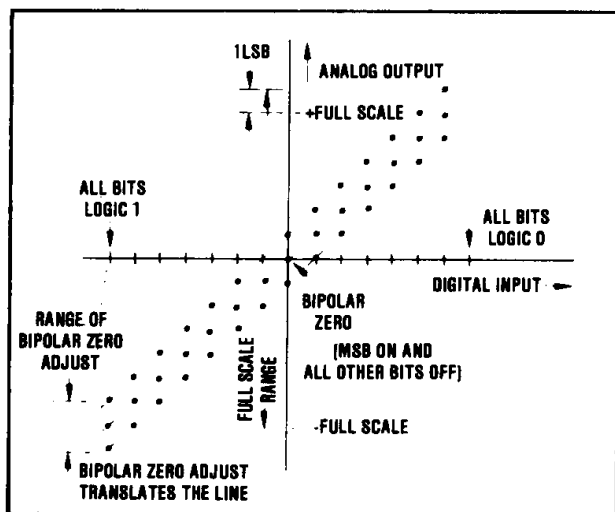 1LSB
ANALOG OUTPUT
+FULL SCALE
ALL BITS
LOGIC 1
ALL BITS
LOGIC 0
DIGITAL INPUT
BIPOLAR
ZERO
(MSB ON AND
ALL OTHER BITS OFF)
RANGE OF
BIPOLAR ZERO
ADJUST
FULL SCALE
RANGE
-FULL SCALE
BIPOLAR ZERO ADJUST
TRANSLATES THE LINE